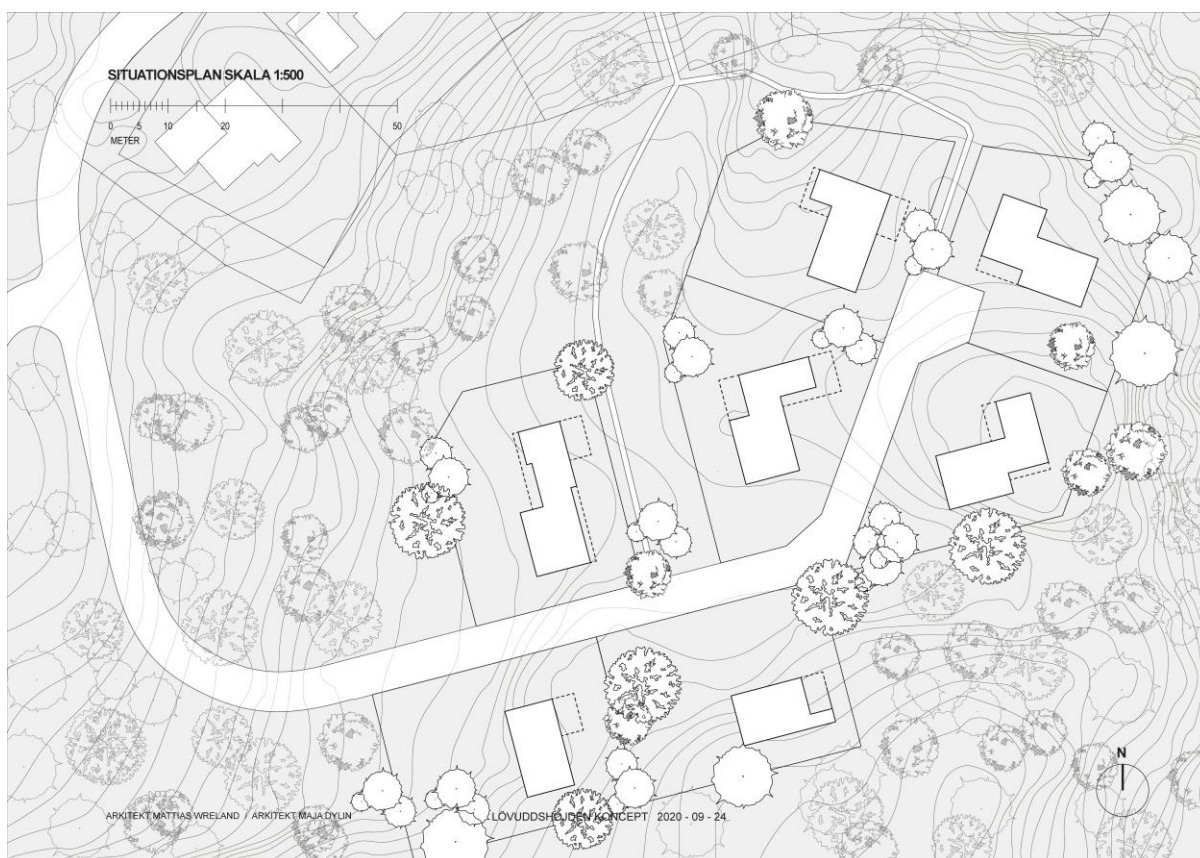 SITUATIONSPLAN SKALA 1:500
0 5 10 20 50
METER
N
ARKITEKT MATTIAS WRELAND / ARKITEKT MAJA DYLIN LÖVUDDSHÖJDEN KONCEPT 2020 - 09 - 24